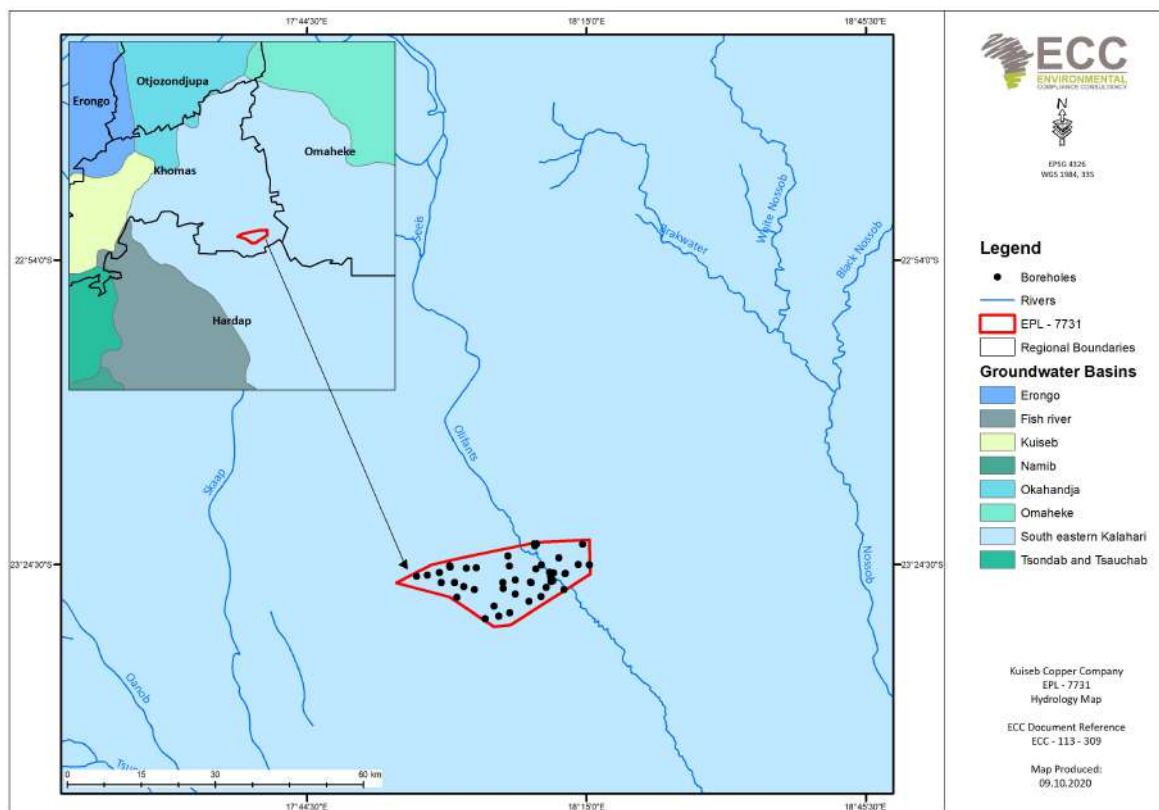 17°44'30"E
18°15'0"E
18°45'30"E
Otjozondjupa
Erongo
Omaheke
Khomas
Hardap
22°54'0"S
22°54'0"S
Seeis
Brakwater
White Nossob
Black Nossob
Olifants
Skaap
Nossob
23°24'30"S
23°24'30"S
Oanob
0 15 30 60 km
17°44'30"E
18°15'0"E
18°45'30"E
ECC
ENVIRONMENTAL
COMPLIANCE CONSULTANCY
N
EPSG 4326
WGS 1984, 33S
Legend
Boreholes
Rivers
EPL - 7731
Regional Boundaries
Groundwater Basins
Erongo
Fish river
Kuiseb
Namib
Okahandja
Omaheke
South eastern Kalahari
Tsondab and Tsauchab
Kuiseb Copper Company
EPL - 7731
Hydrology Map
ECC Document Reference
ECC - 113 - 309
Map Produced:
09.10.2020